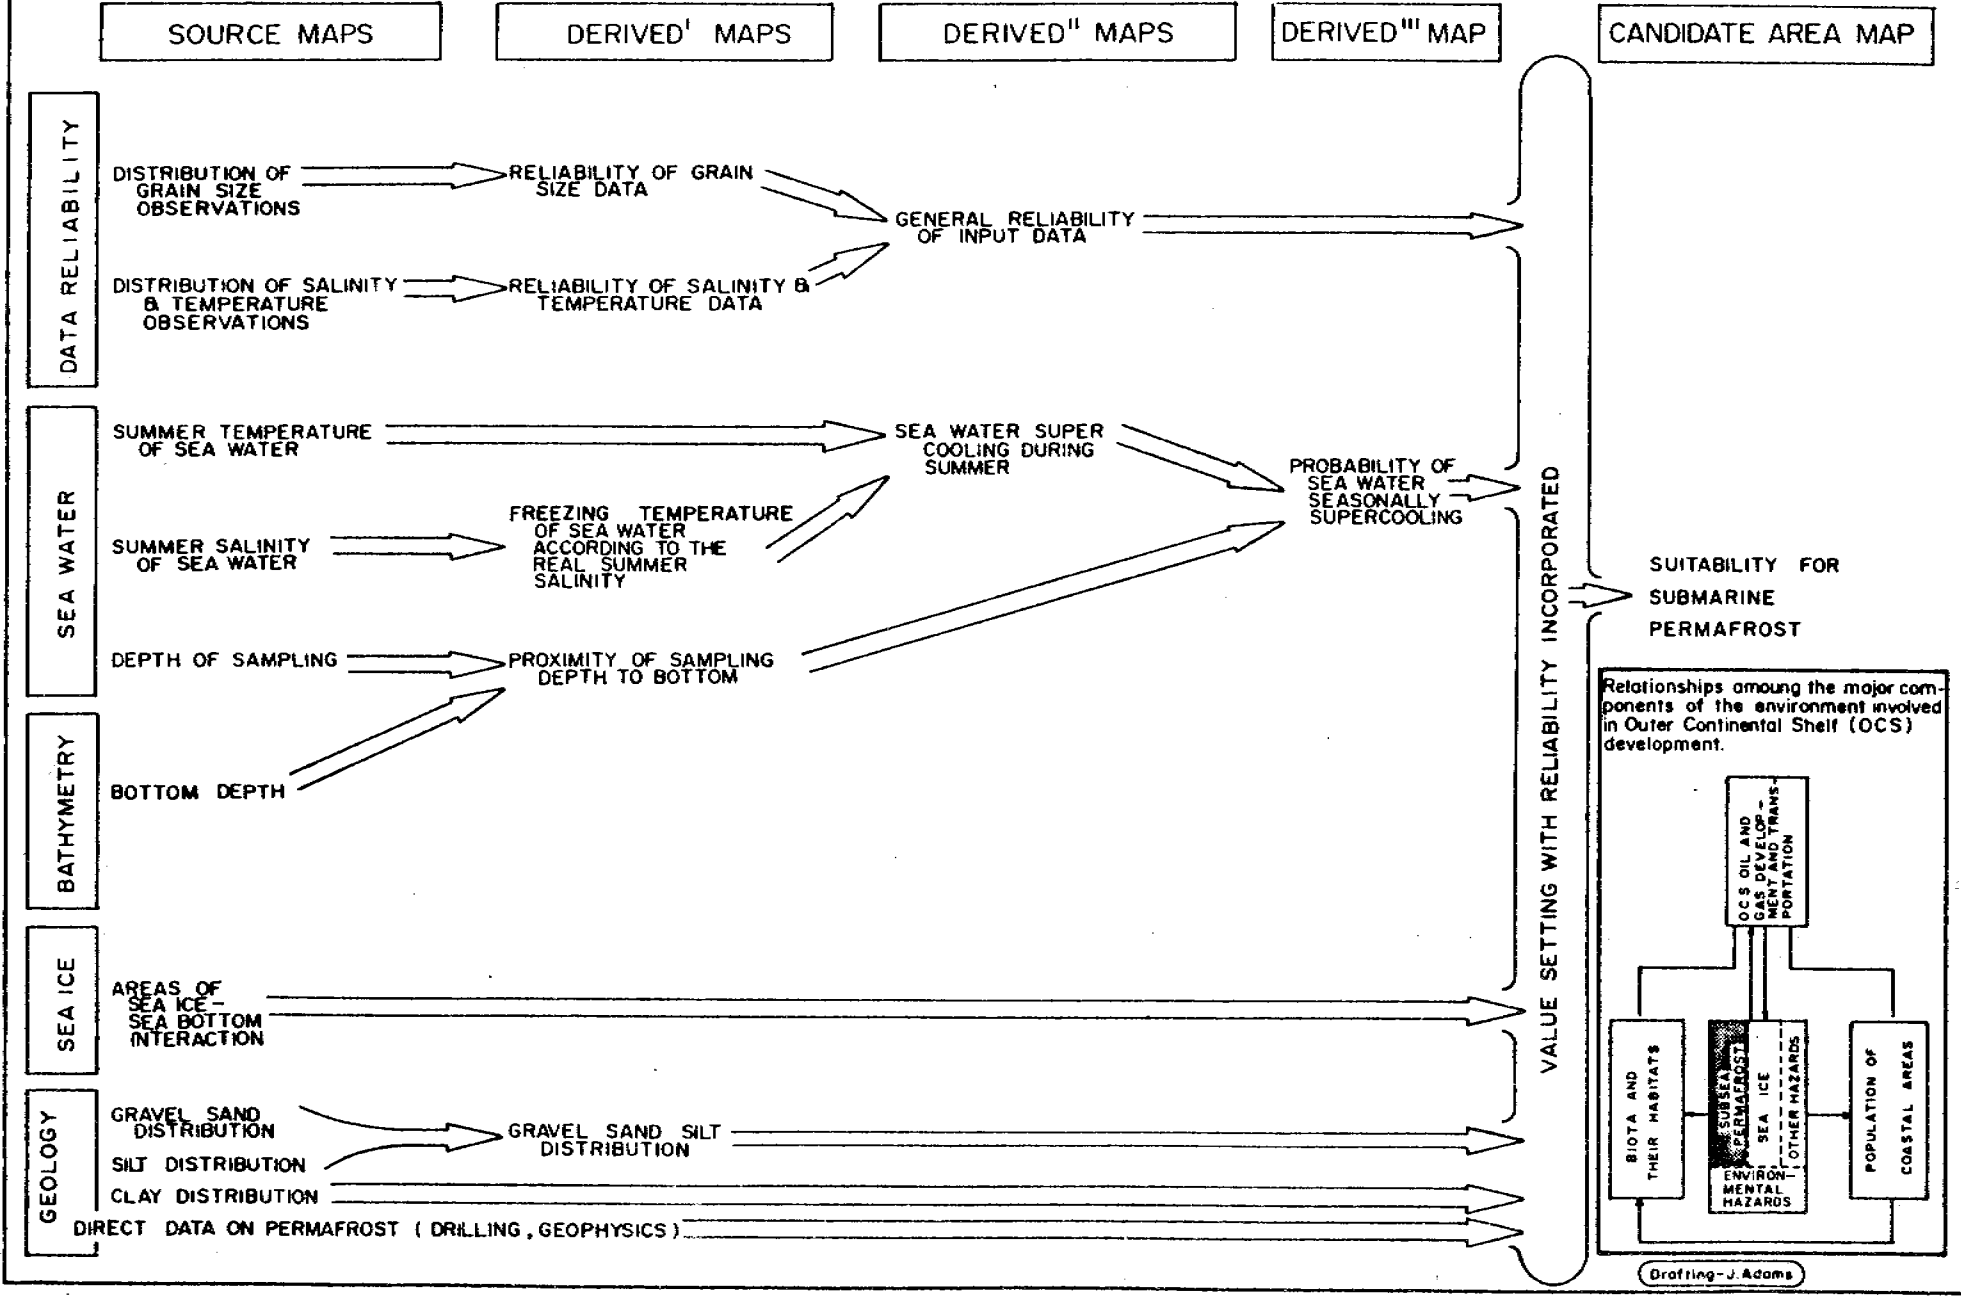 SOURCE MAPS
DERIVED' MAPS
DERIVED" MAPS
DERIVED''' MAP
CANDIDATE AREA MAP
DATA RELIABILITY
DISTRIBUTION OF
GRAIN SIZE
OBSERVATIONS
RELIABILITY OF GRAIN
SIZE DATA
GENERAL RELIABILITY
OF INPUT DATA
DISTRIBUTION OF SALINITY
& TEMPERATURE
OBSERVATIONS
RELIABILITY OF SALINITY &
TEMPERATURE DATA
SEA WATER
SUMMER TEMPERATURE
OF SEA WATER
SEA WATER SUPER
COOLING DURING
SUMMER
PROBABILITY OF
SEA WATER
SEASONALLY
SUPERCOOLING
SUMMER SALINITY
OF SEA WATER
FREEZING TEMPERATURE
OF SEA WATER
ACCORDING TO THE
REAL SUMMER
SALINITY
DEPTH OF SAMPLING
PROXIMITY OF SAMPLING
DEPTH TO BOTTOM
BATHYMETRY
BOTTOM DEPTH
SEA ICE
AREAS OF
SEA ICE-
SEA BOTTOM
INTERACTION
GEOLOGY
GRAVEL SAND
DISTRIBUTION
GRAVEL SAND SILT
DISTRIBUTION
SILT DISTRIBUTION
CLAY DISTRIBUTION
DIRECT DATA ON PERMAFROST (DRILLING, GEOPHYSICS)
VALUE SETTING WITH RELIABILITY INCORPORATED
SUITABILITY FOR
SUBMARINE
PERMAFROST
Relationships amoung the major com-
ponents of the environment involved
in Outer Continental Shelf (OCS)
development.
OCS OIL AND
GAS DEVELOP-
MENT AND TRANS-
PORTATION
BIOTA AND
THEIR HABITATS
SUBSEA
PERMAFROST
SEA ICE
OTHER HAZARDS
ENVIRON-
MENTAL
HAZARDS
POPULATION OF
COASTAL AREAS
Drafting-J.Adams